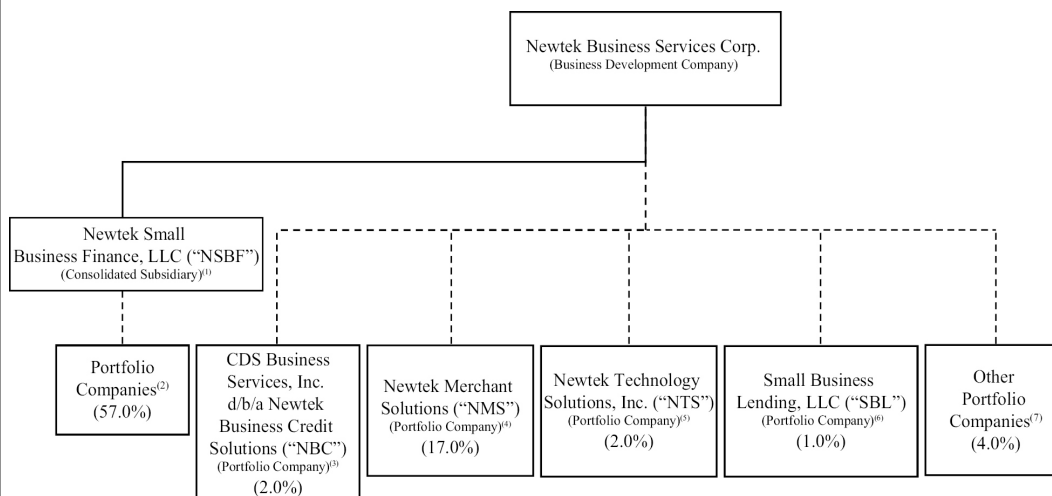 Newtek Business Services Corp.
(Business Development Company)
Newtek Small
Business Finance, LLC (“NSBF”)
(Consolidated Subsidiary)(1)
Portfolio
Companies(2)
(57.0%)
CDS Business
Services, Inc.
d/b/a Newtek
Business Credit
Solutions (“NBC”)
(Portfolio Company)(3)
(2.0%)
Newtek Merchant
Solutions (“NMS”)
(Portfolio Company)(4)
(17.0%)
Newtek Technology
Solutions, Inc. (“NTS”)
(Portfolio Company)(5)
(2.0%)
Small Business
Lending, LLC (“SBL”)
(Portfolio Company)(6)
(1.0%)
Other
Portfolio
Companies(7)
(4.0%)